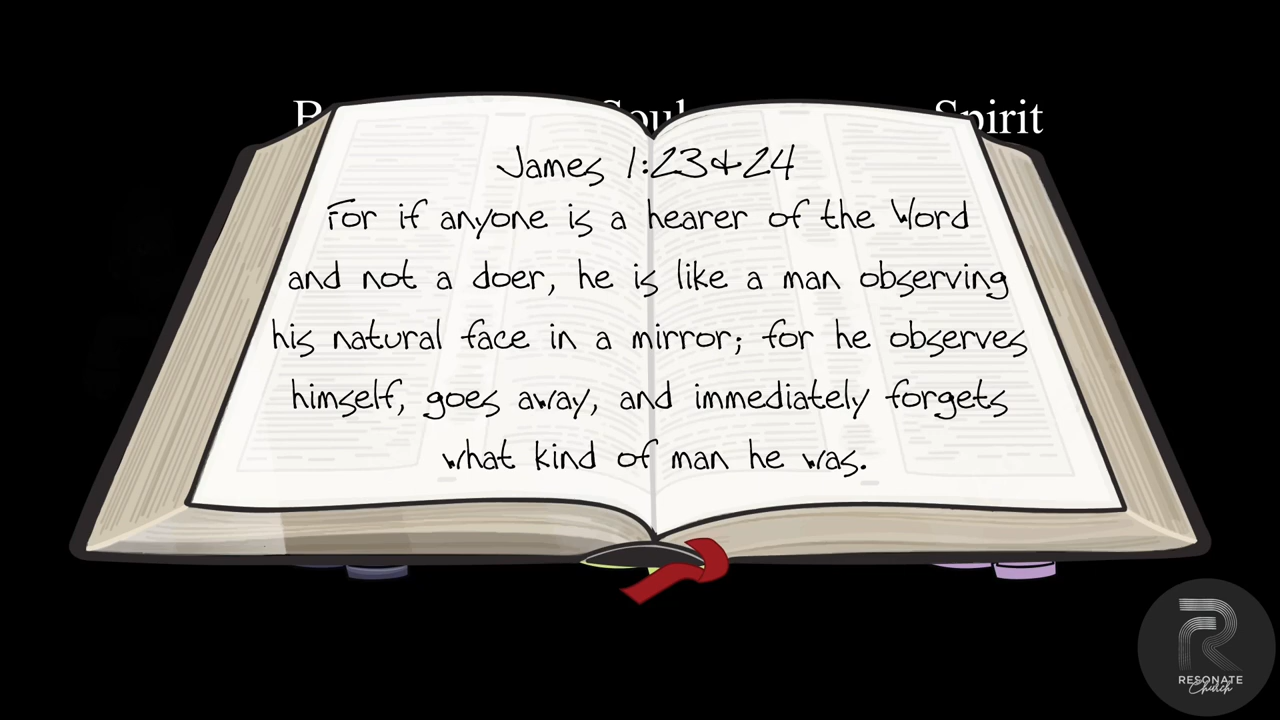 Soul
Spirit
James 1:23&24
For if anyone is a hearer of the Word
and not a doer, he is like a man observing
his natural face in a mirror; for he observes
himself, goes away, and immediately forgets
what kind of man he was.
RESONATE
Church